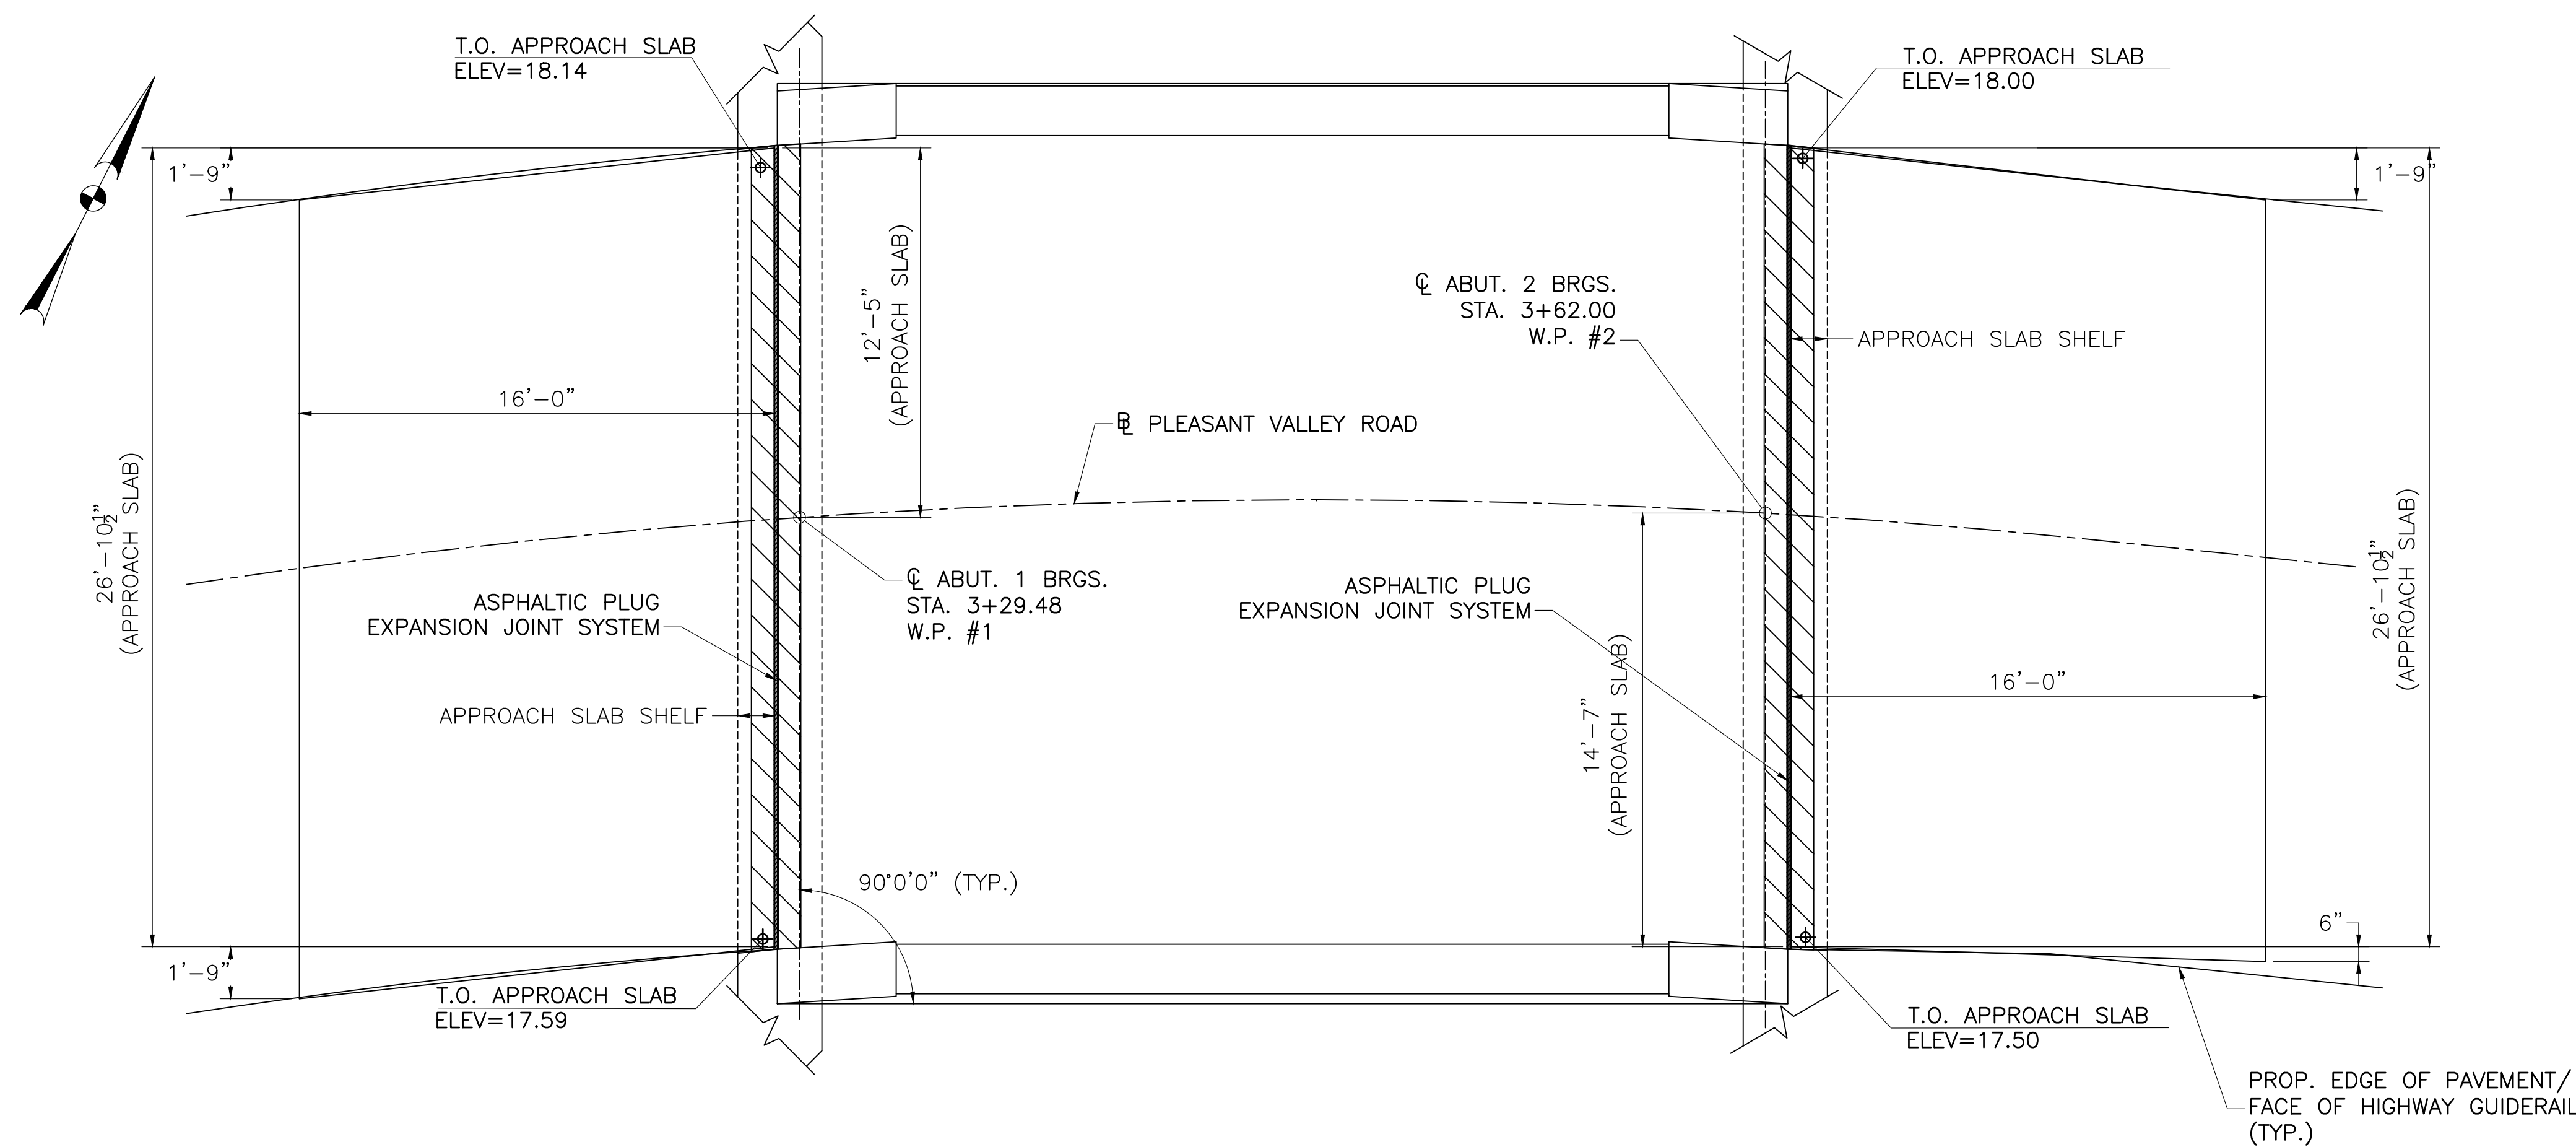 T.O. APPROACH SLAB
ELEV=18.14
T.O. APPROACH SLAB
ELEV=18.00
1'-9"
1'-9"
12'-5"
(APPROACH SLAB)
℄ ABUT. 2 BRGS.
STA. 3+62.00
W.P. #2
APPROACH SLAB SHELF
16'-0"
℄ PLEASANT VALLEY ROAD
26'-10½"
(APPROACH SLAB)
26'-10½"
(APPROACH SLAB)
℄ ABUT. 1 BRGS.
STA. 3+29.48
W.P. #1
ASPHALTIC PLUG
EXPANSION JOINT SYSTEM
ASPHALTIC PLUG
EXPANSION JOINT SYSTEM
14'-7"
(APPROACH SLAB)
16'-0"
APPROACH SLAB SHELF
90°0'0" (TYP.)
6"
1'-9"
T.O. APPROACH SLAB
ELEV=17.59
T.O. APPROACH SLAB
ELEV=17.50
PROP. EDGE OF PAVEMENT/
FACE OF HIGHWAY GUIDERAIL
(TYP.)